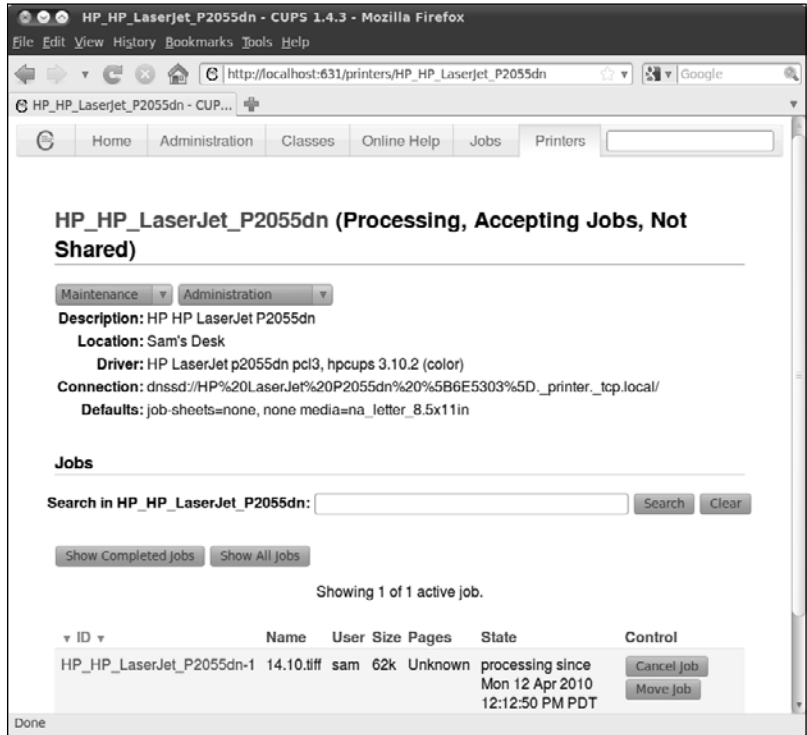 HP_HP_LaserJet_P2055dn - CUPS 1.4.3 - Mozilla Firefox
File Edit View History Bookmarks Tools Help
http://localhost:631/printers/HP_HP_LaserJet_P2055dn
Google
HP_HP_LaserJet_P2055dn - CUP...
Home Administration Classes Online Help Jobs Printers
HP_HP_LaserJet_P2055dn (Processing, Accepting Jobs, Not
Shared)
Maintenance Administration
Description: HP HP LaserJet P2055dn
Location: Sam's Desk
Driver: HP LaserJet p2055dn pcl3, hpcups 3.10.2 (color)
Connection: dnssd://HP%20LaserJet%20P2055dn%20%5B6E5303%5D._printer._tcp.local/
Defaults: job-sheets=none, none media=na_letter_8.5x11in
Jobs
Search in HP_HP_LaserJet_P2055dn: Search Clear
Show Completed Jobs Show All Jobs
Showing 1 of 1 active job.
ID Name User Size Pages State Control
HP_HP_LaserJet_P2055dn-1 14.10.tiff sam 62k Unknown processing since Cancel Job
Mon 12 Apr 2010 Move Job
12:12:50 PM PDT
Done